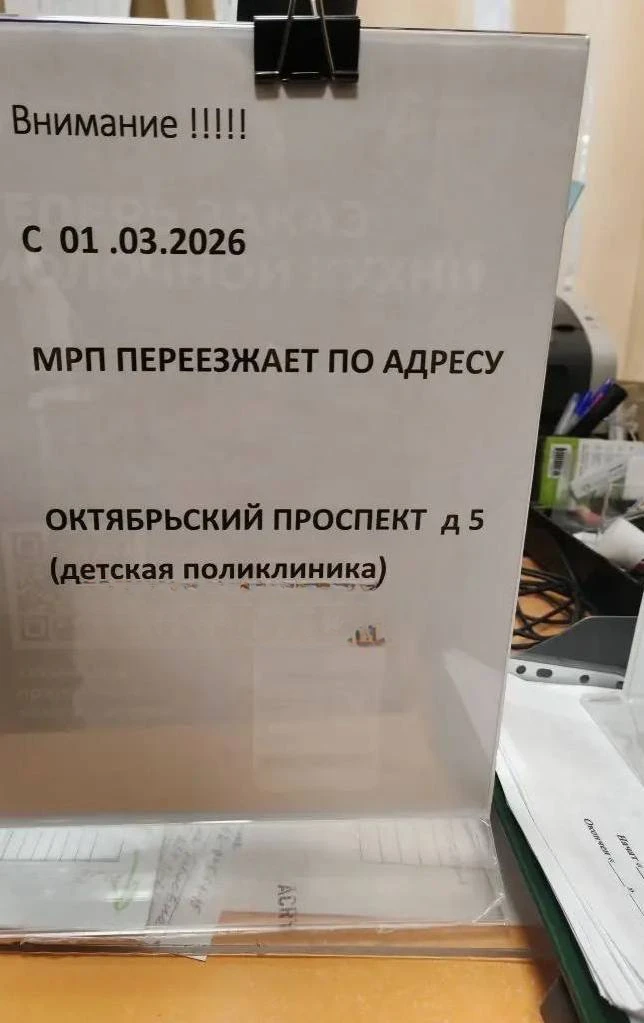 Внимание !!!!!
С 01 .03.2026
МРП ПЕРЕЕЗЖАЕТ ПО АДРЕСУ
ОКТЯБРЬСКИЙ ПРОСПЕКТ д 5
(детская поликлиника)